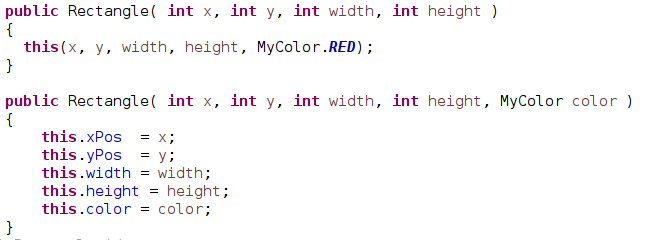 public Rectangle( int x, int y, int width, int height )
{
  this(x, y, width, height, MyColor.RED);
}

public Rectangle( int x, int y, int width, int height, MyColor color )
{
    this.xPos  = x;
    this.yPos  = y;
    this.width = width;
    this.height = height;
    this.color = color;
}